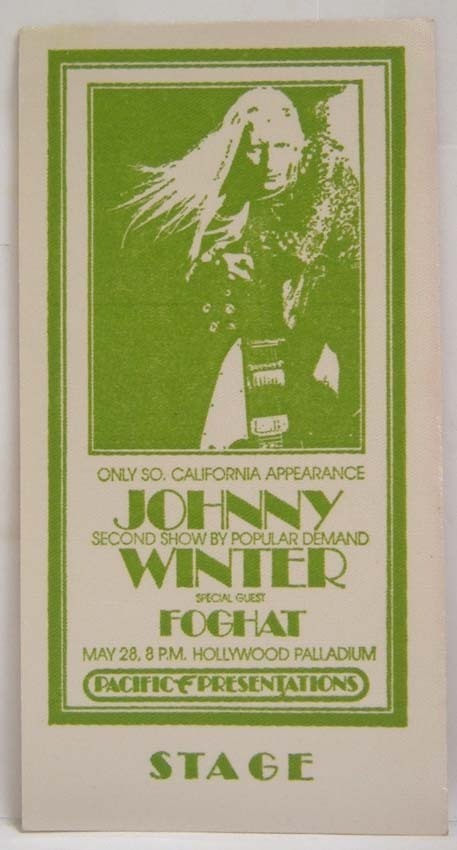 ONLY SO. CALIFORNIA APPEARANCE
JOHNNY
SECOND SHOW BY POPULAR DEMAND
WINTER
SPECIAL GUEST
FOGHAT
MAY 28, 8 P.M. HOLLYWOOD PALLADIUM
PACIFIC PRESENTATIONS
STAGE